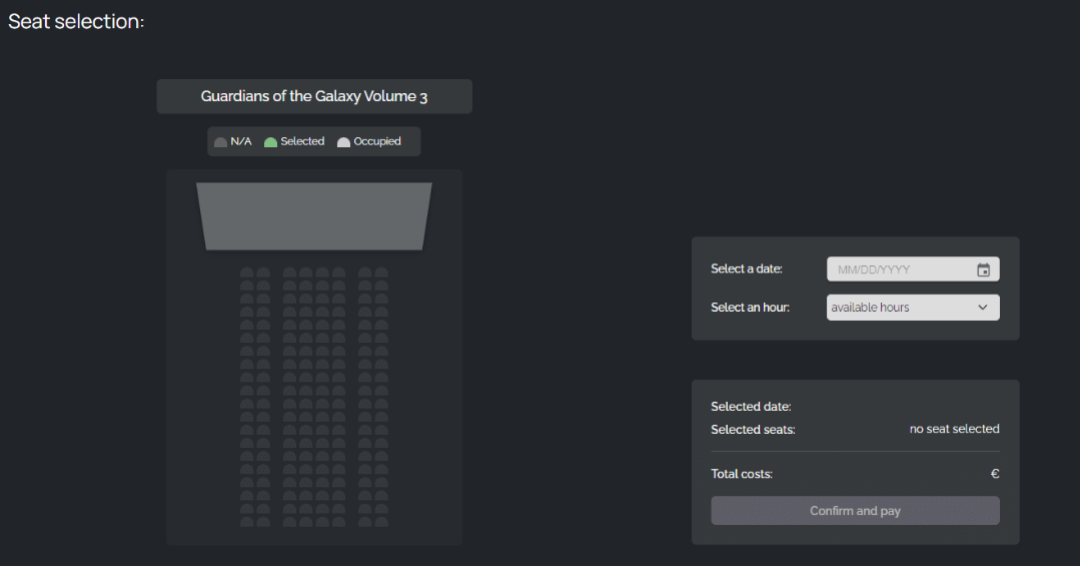 Seat selection:
Guardians of the Galaxy Volume 3
N/A Selected Occupied
Select a date: MM/DD/YYYY
Select an hour: available hours
Selected date:
Selected seats: no seat selected
Total costs: €
Confirm and pay